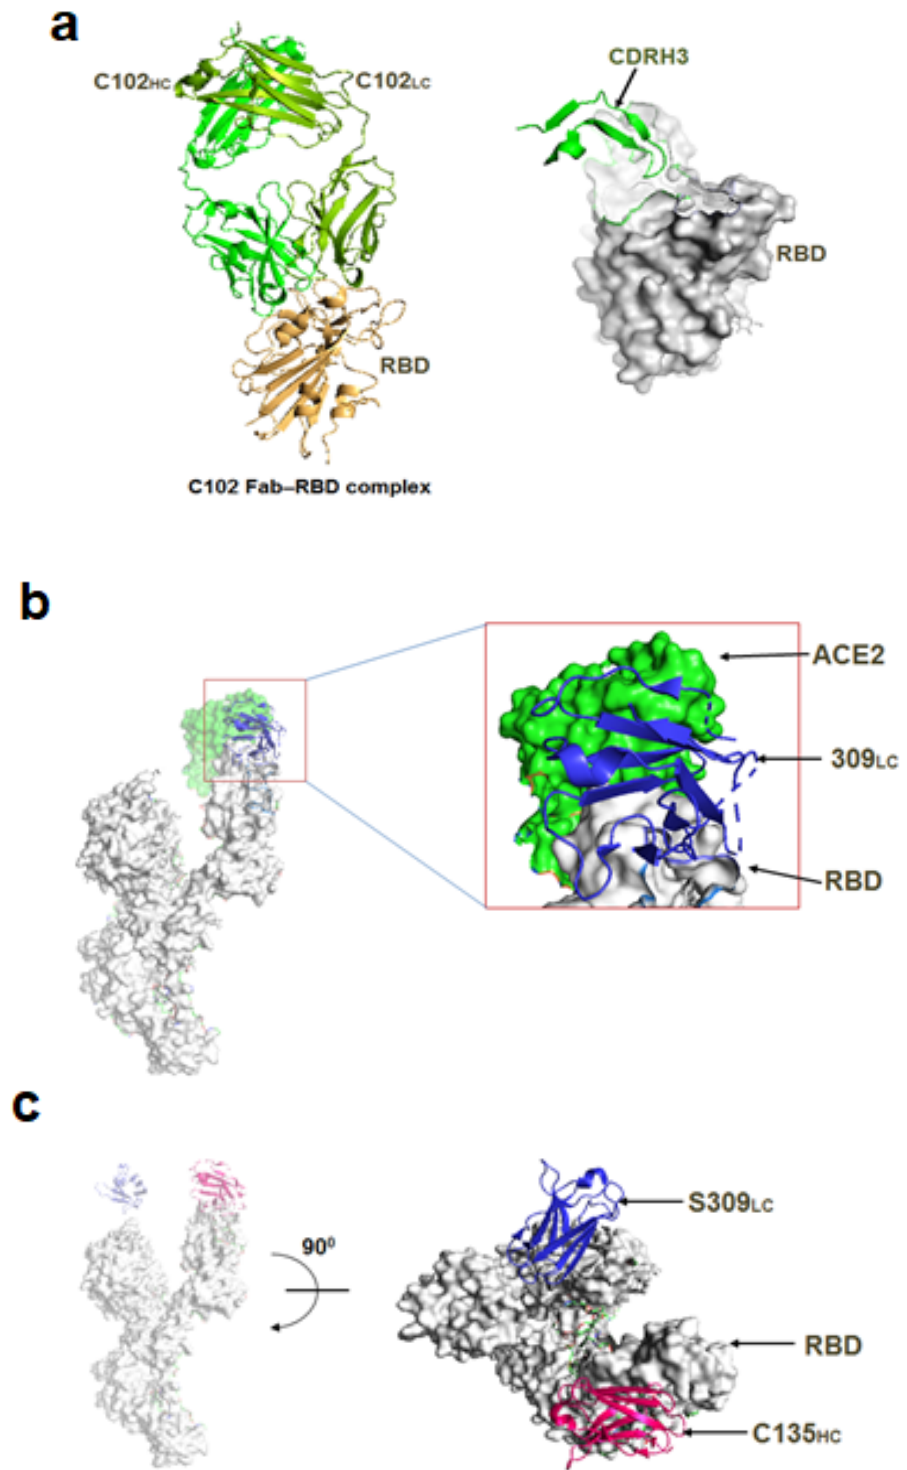 a
C102HC
C102LC
CDRH3
RBD
RBD
C102 Fab–RBD complex
b
ACE2
309LC
RBD
c
90⁰
S309LC
RBD
C135HC